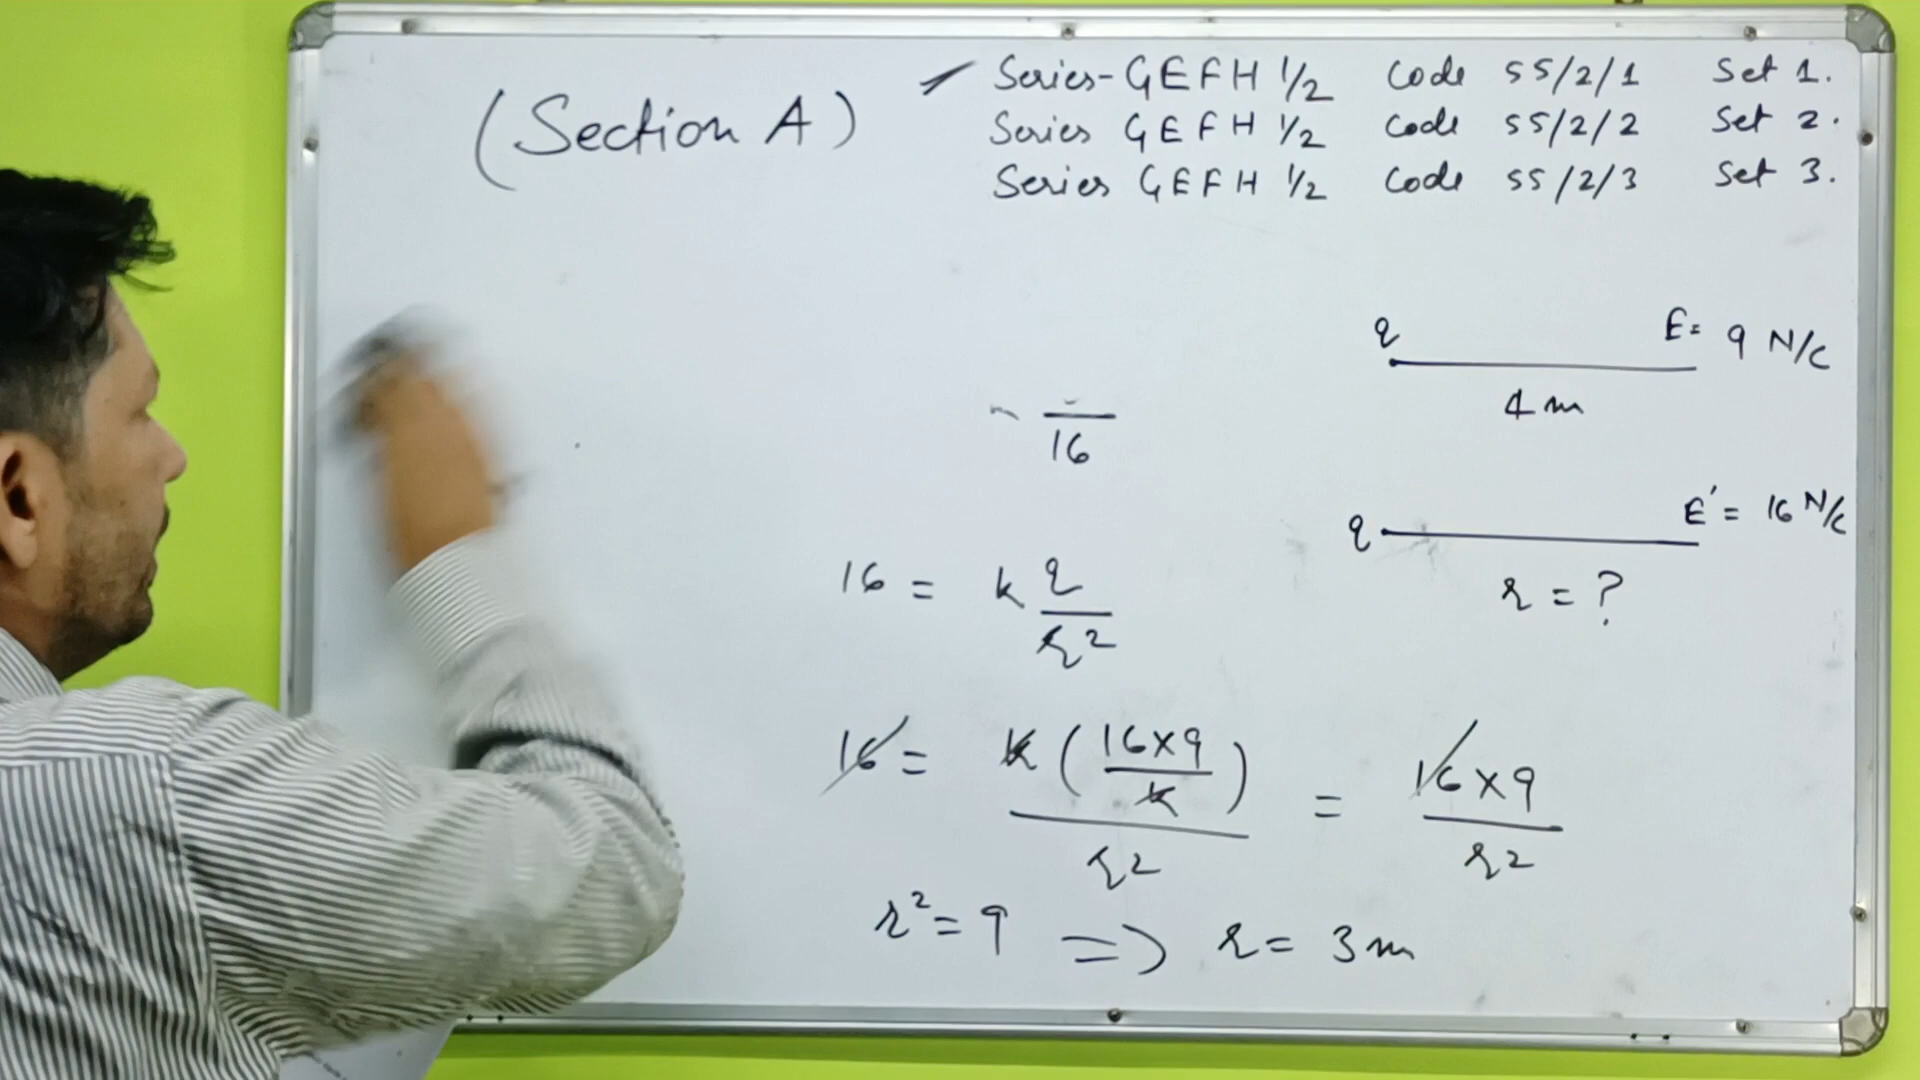 (Section A)
Series-GEFH 1/2 Code 55/2/1 Set 1.
Series GEFH 1/2 Code 55/2/2 Set 2.
Series GEFH 1/2 Code 55/2/3 Set 3.
q E= 9 N/C
4 m
16
q E' = 16 N/C
r = ?
16 = k q / r²
16 = k (16×9 / k) / r² = 16×9 / r²
r² = 9 => r = 3 m